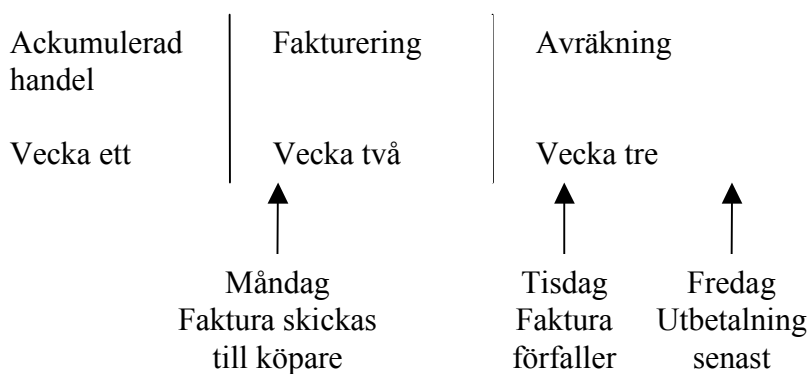 Ackumulerad handel
Fakturering
Avräkning
Vecka ett
Vecka två
Vecka tre
Måndag
Faktura skickas
till köpare
Tisdag
Faktura
förfaller
Fredag
Utbetalning
senast